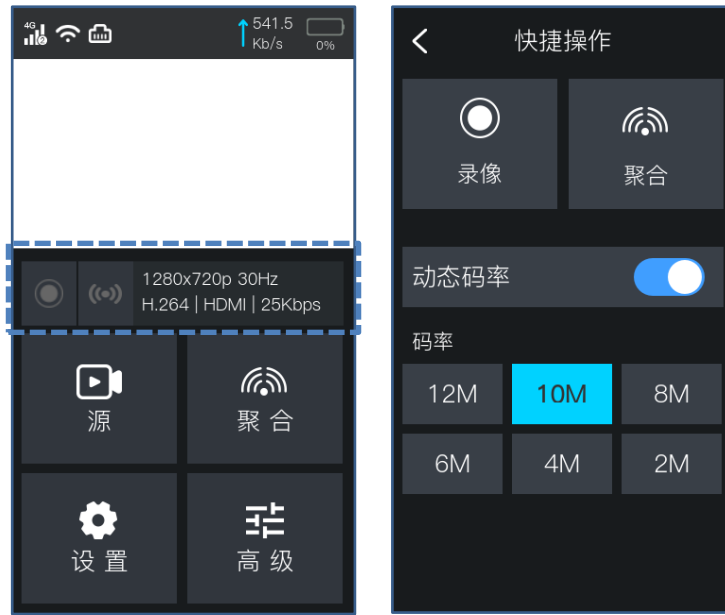 4G
2
541.5
Kb/s
0%
1280x720p 30Hz
H.264 | HDMI | 25Kbps
源
聚 合
设 置
高 级
快捷操作
录像
聚合
动态码率
码率
12M
10M
8M
6M
4M
2M